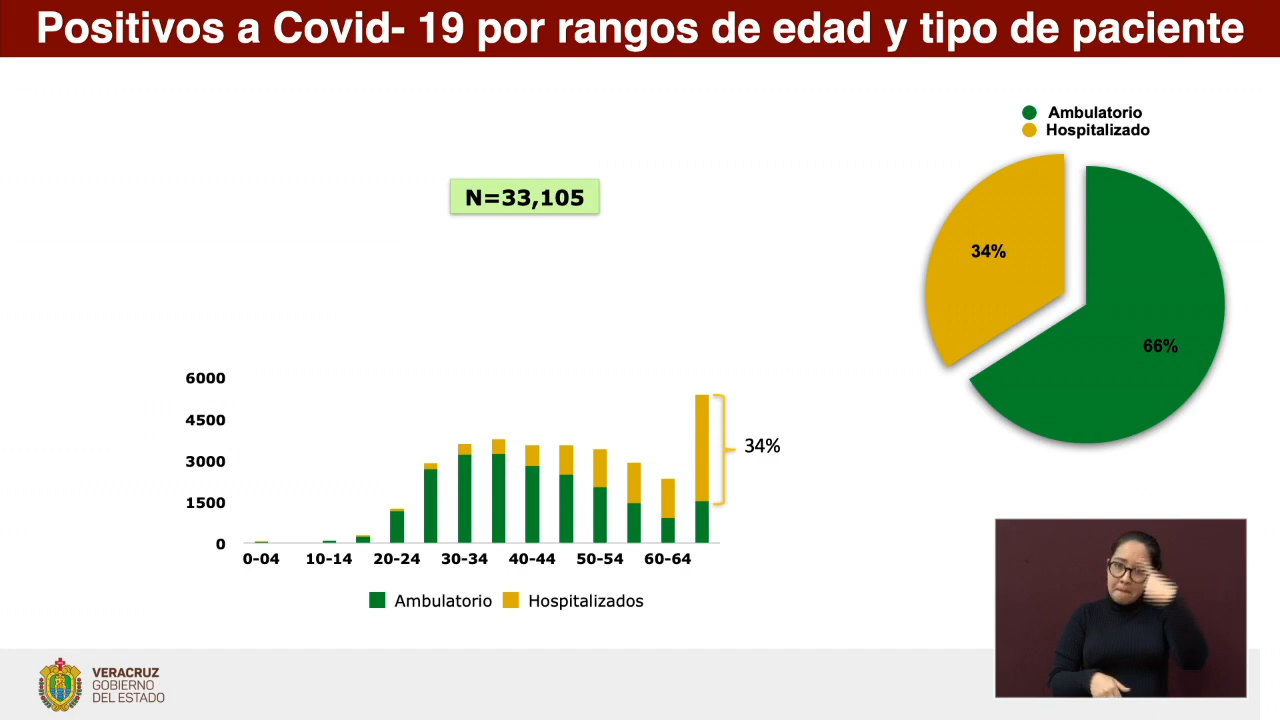 Positivos a Covid- 19 por rangos de edad y tipo de paciente
Ambulatorio
Hospitalizado
N=33,105
34%
66%
6000
4500
3000
1500
0
34%
0-04 10-14 20-24 30-34 40-44 50-54 60-64
Ambulatorio Hospitalizados
VERACRUZ
GOBIERNO
DEL ESTADO